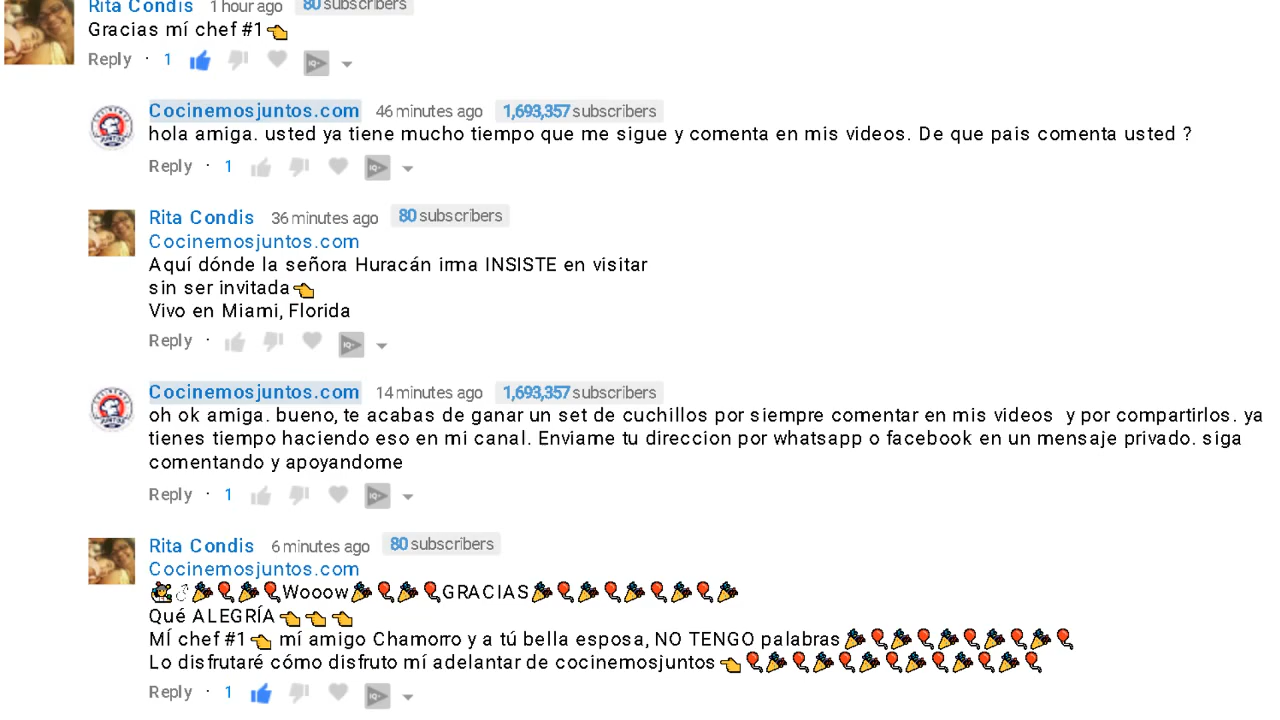 Rita Condis 1 hour ago 80 subscribers
Gracias mí chef #1👈
Reply · 1
Cocinemosjuntos.com 46 minutes ago 1,693,357 subscribers
hola amiga. usted ya tiene mucho tiempo que me sigue y comenta en mis videos. De que pais comenta usted ?
Reply · 1
Rita Condis 36 minutes ago 80 subscribers
Cocinemosjuntos.com
Aquí dónde la señora Huracán irma INSISTE en visitar
sin ser invitada👈
Vivo en Miami, Florida
Reply ·
Cocinemosjuntos.com 14 minutes ago 1,693,357 subscribers
oh ok amiga. bueno, te acabas de ganar un set de cuchillos por siempre comentar en mis videos y por compartirlos. ya
tienes tiempo haciendo eso en mi canal. Enviame tu direccion por whatsapp o facebook en un mensaje privado. siga
comentando y apoyandome
Reply · 1
Rita Condis 6 minutes ago 80 subscribers
Cocinemosjuntos.com
🎉🎈🎉🎈Wooow🎉🎈🎉🎈GRACIAS🎉🎈🎉🎈🎉🎈🎉🎈🎉
Qué ALEGRÍA👈👈👈
MÍ chef #1👈 mí amigo Chamorro y a tú bella esposa, NO TENGO palabras🎉🎈🎉🎈🎉🎈🎉🎈🎉🎈
Lo disfrutaré cómo disfruto mí adelantar de cocinemosjuntos👈🎈🎉🎈🎉🎈🎉🎈🎉🎈🎉🎈🎉🎈
Reply · 1